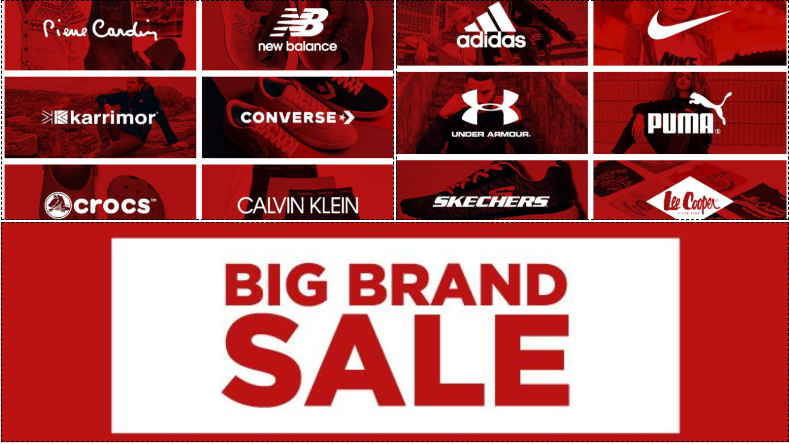 Pierre Cardin
new balance
adidas
NIKE
karrimor
CONVERSE
UNDER ARMOUR.
PUMA®
crocs™
CALVIN KLEIN
SKECHERS
Lee Cooper
BIG BRAND
SALE